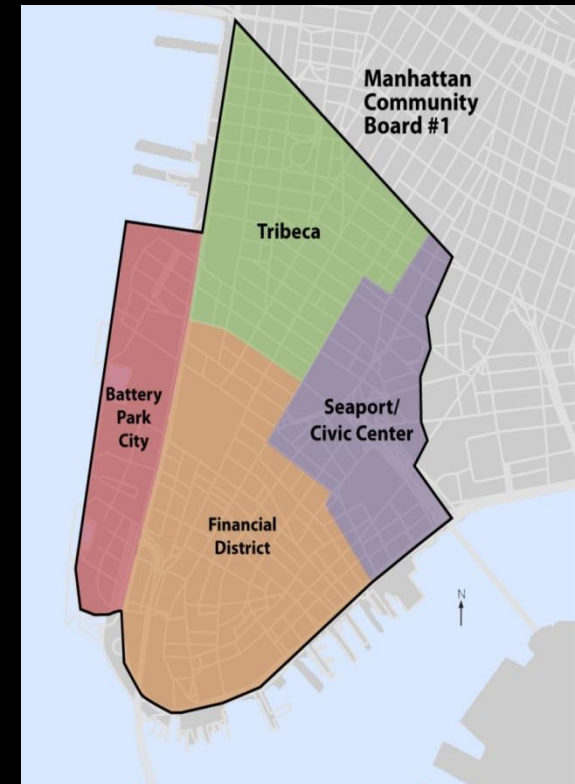 Manhattan
Community
Board #1
Tribeca
Battery
Park
City
Seaport/
Civic Center
Financial
District
N